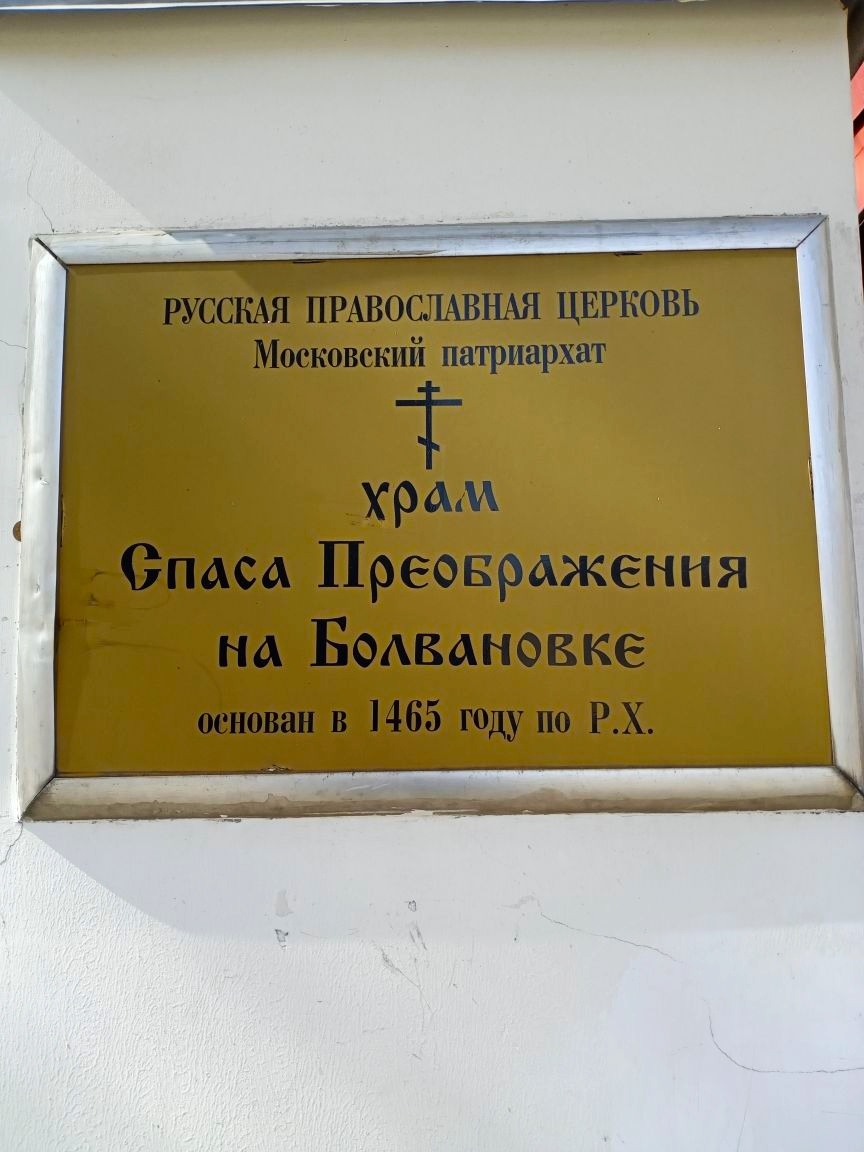 РУССКАЯ ПРАВОСЛАВНАЯ ЦЕРКОВЬ
Московский патриархат
храм
Спаса Преображения
на Болвановке
основан в 1465 году по Р.Х.